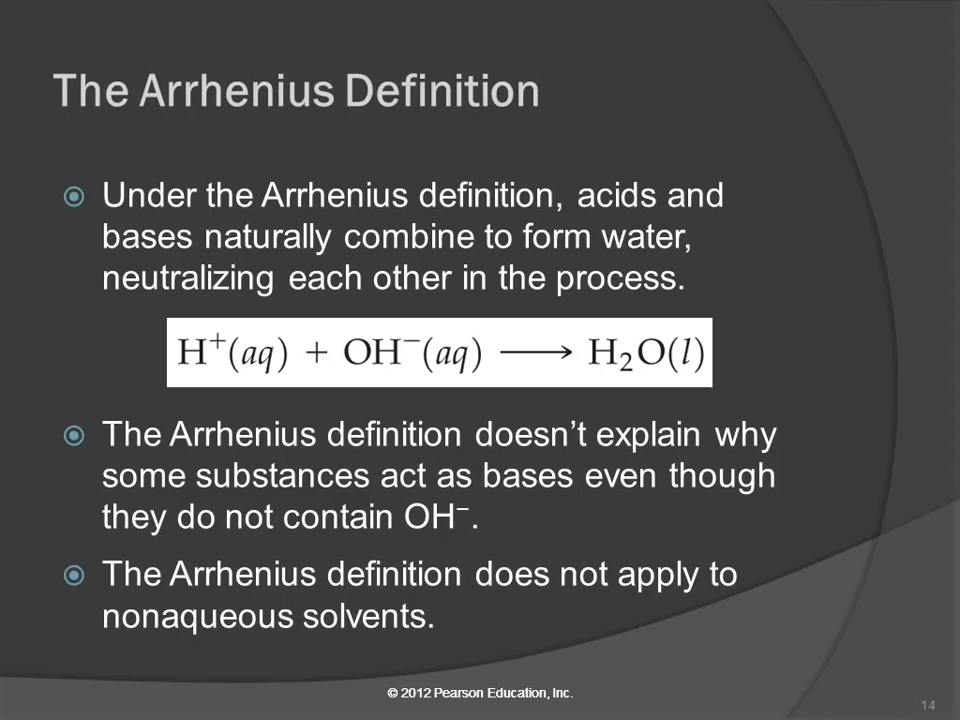 The Arrhenius Definition
Under the Arrhenius definition, acids and
bases naturally combine to form water,
neutralizing each other in the process.
H⁺(aq) + OH⁻(aq) ⟶ H₂O(l)
The Arrhenius definition doesn’t explain why
some substances act as bases even though
they do not contain OH⁻.
The Arrhenius definition does not apply to
nonaqueous solvents.
© 2012 Pearson Education, Inc.
14